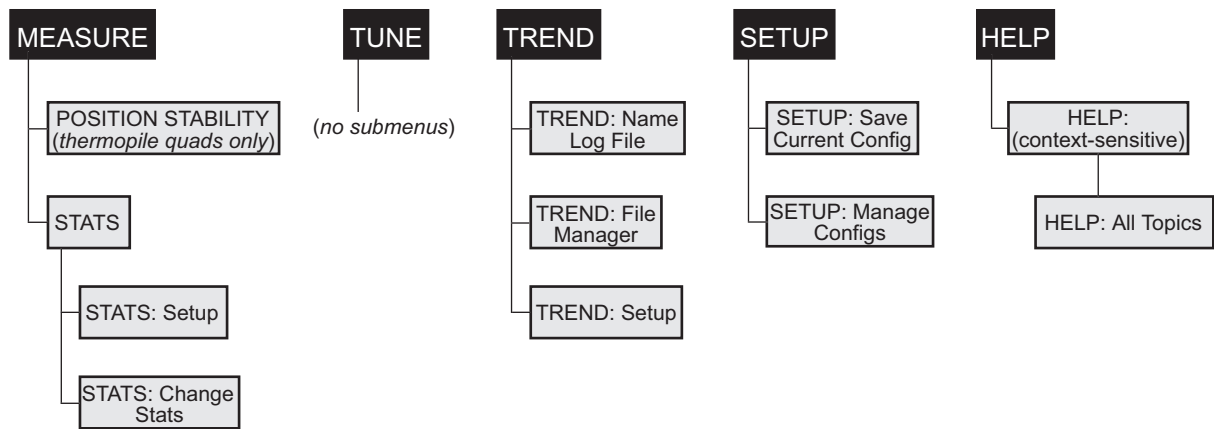 MEASURE
POSITION STABILITY
(thermopile quads only)
STATS
STATS: Setup
STATS: Change
Stats
TUNE
(no submenus)
TREND
TREND: Name
Log File
TREND: File
Manager
TREND: Setup
SETUP
SETUP: Save
Current Config
SETUP: Manage
Configs
HELP
HELP:
(context-sensitive)
HELP: All Topics